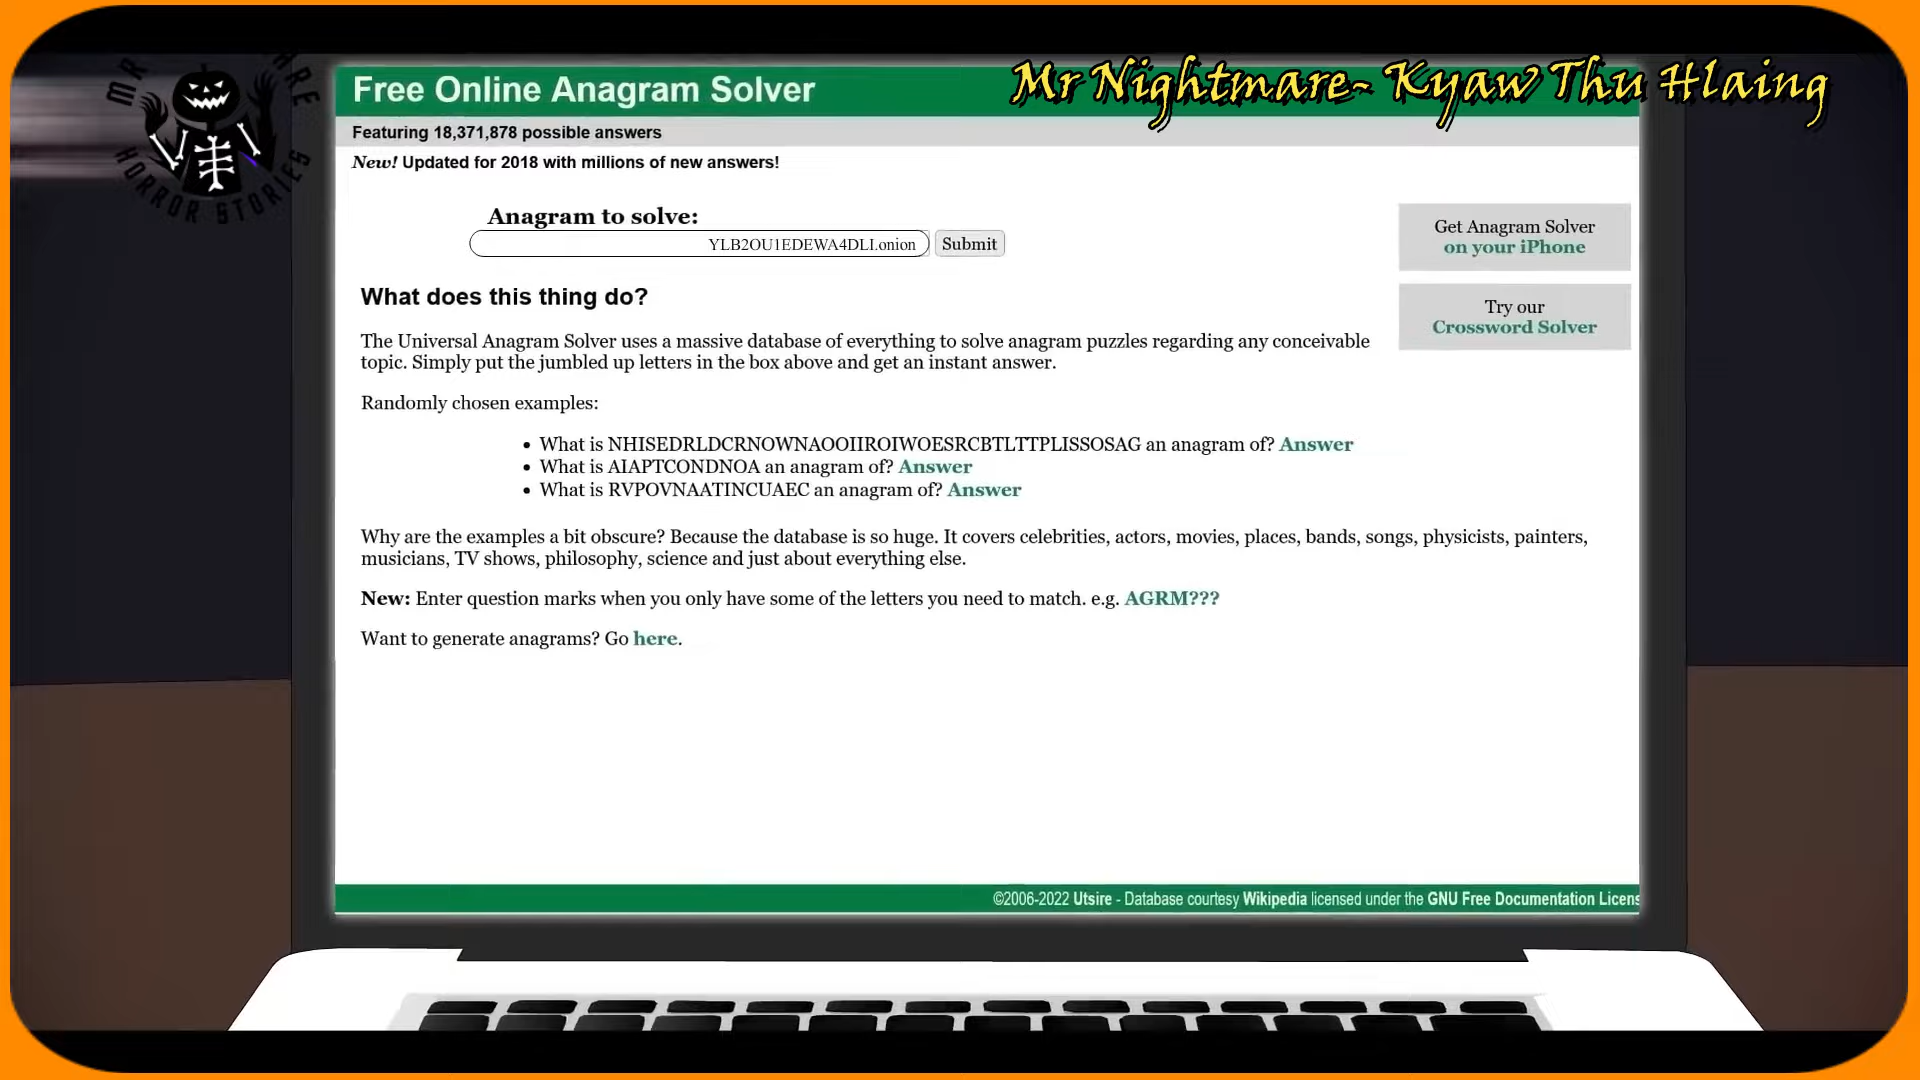 Mr Nightmare- Kyaw Thu Hlaing
HORROR STORIES
Free Online Anagram Solver
Featuring 18,371,878 possible answers
New! Updated for 2018 with millions of new answers!
Anagram to solve:
YLB2OU1EDEWA4DLI.onion Submit
Get Anagram Solver
on your iPhone
Try our
Crossword Solver
What does this thing do?
The Universal Anagram Solver uses a massive database of everything to solve anagram puzzles regarding any conceivable
topic. Simply put the jumbled up letters in the box above and get an instant answer.
Randomly chosen examples:
• What is NHISEDRLDCRNOWNAOOIIROIWOESRCBTLTTPLISSOSAG an anagram of? Answer
• What is AIAPTCONDNOA an anagram of? Answer
• What is RVPOVNAATINCUAEC an anagram of? Answer
Why are the examples a bit obscure? Because the database is so huge. It covers celebrities, actors, movies, places, bands, songs, physicists, painters,
musicians, TV shows, philosophy, science and just about everything else.
New: Enter question marks when you only have some of the letters you need to match. e.g. AGRM???
Want to generate anagrams? Go here.
©2006-2022 Utsire - Database courtesy Wikipedia licensed under the GNU Free Documentation Licens